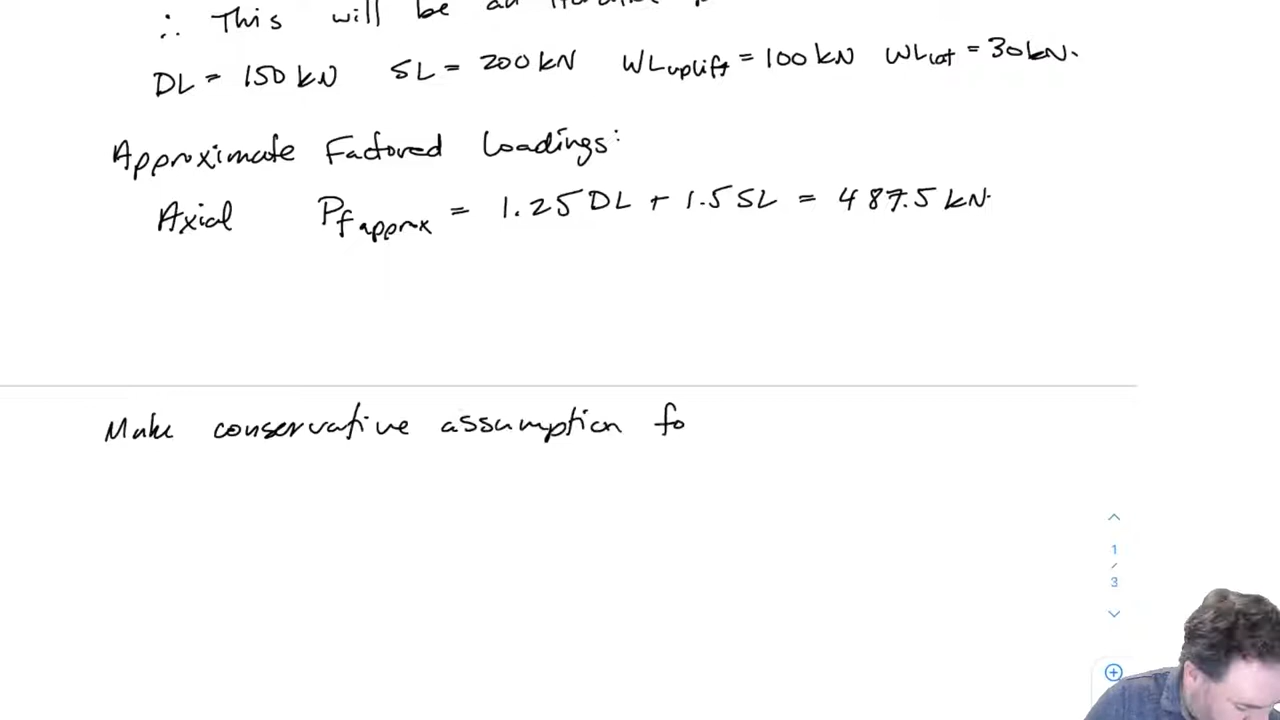 ∴ This will be an
DL = 150 kN SL = 200 kN WLuplift = 100 kN WLlat = 30 kN.
Approximate Factored Loadings:
Axial Pf approx = 1.25 DL + 1.5 SL = 487.5 kN.
Make conservative assumption fo
1
/
3